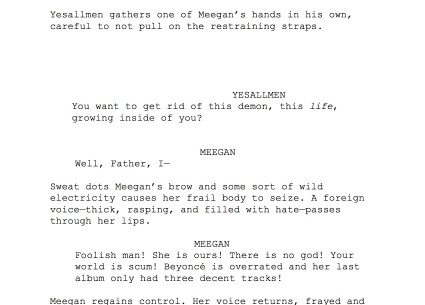 Yesallmen gathers one of Meegan's hands in his own,
careful to not pull on the restraining straps.
YESALLMEN
You want to get rid of this demon, this life,
growing inside of you?
MEEGAN
Well, Father, I—
Sweat dots Meegan's brow and some sort of wild
electricity causes her frail body to seize. A foreign
voice—thick, rasping, and filled with hate—passes
through her lips.
MEEGAN
Foolish man! She is ours! There is no god! Your
world is scum! Beyoncé is overrated and her last
album only had three decent tracks!
Meegan regains control. Her voice returns, frayed and